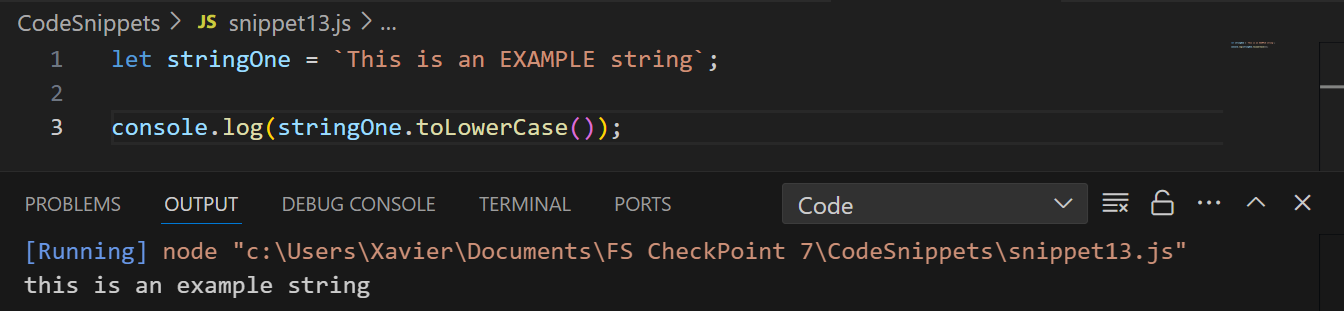 CodeSnippets > JS snippet13.js > ...
1 let stringOne = `This is an EXAMPLE string`;
2
3 console.log(stringOne.toLowerCase());
PROBLEMS OUTPUT DEBUG CONSOLE TERMINAL PORTS Code
[Running] node "c:\Users\Xavier\Documents\FS CheckPoint 7\CodeSnippets\snippet13.js"
this is an example string